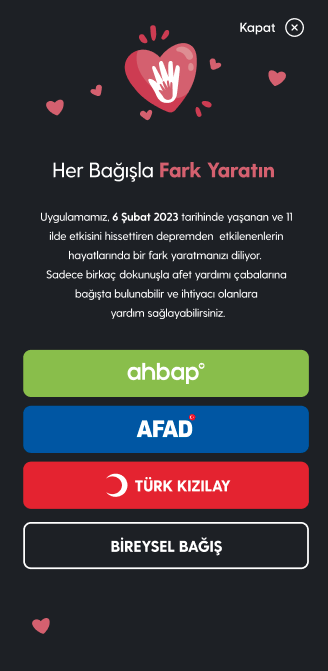 Kapat
Her Bağışla Fark Yaratın
Uygulamamız, 6 Şubat 2023 tarihinde yaşanan ve 11
ilde etkisini hissettiren depremden etkilenenlerin
hayatlarında bir fark yaratmanızı diliyor.
Sadece birkaç dokunuşla afet yardımı çabalarına
bağışta bulunabilir ve ihtiyacı olanlara
yardım sağlayabilirsiniz.
ahbap
AFAD
TÜRK KIZILAY
BİREYSEL BAĞIŞ